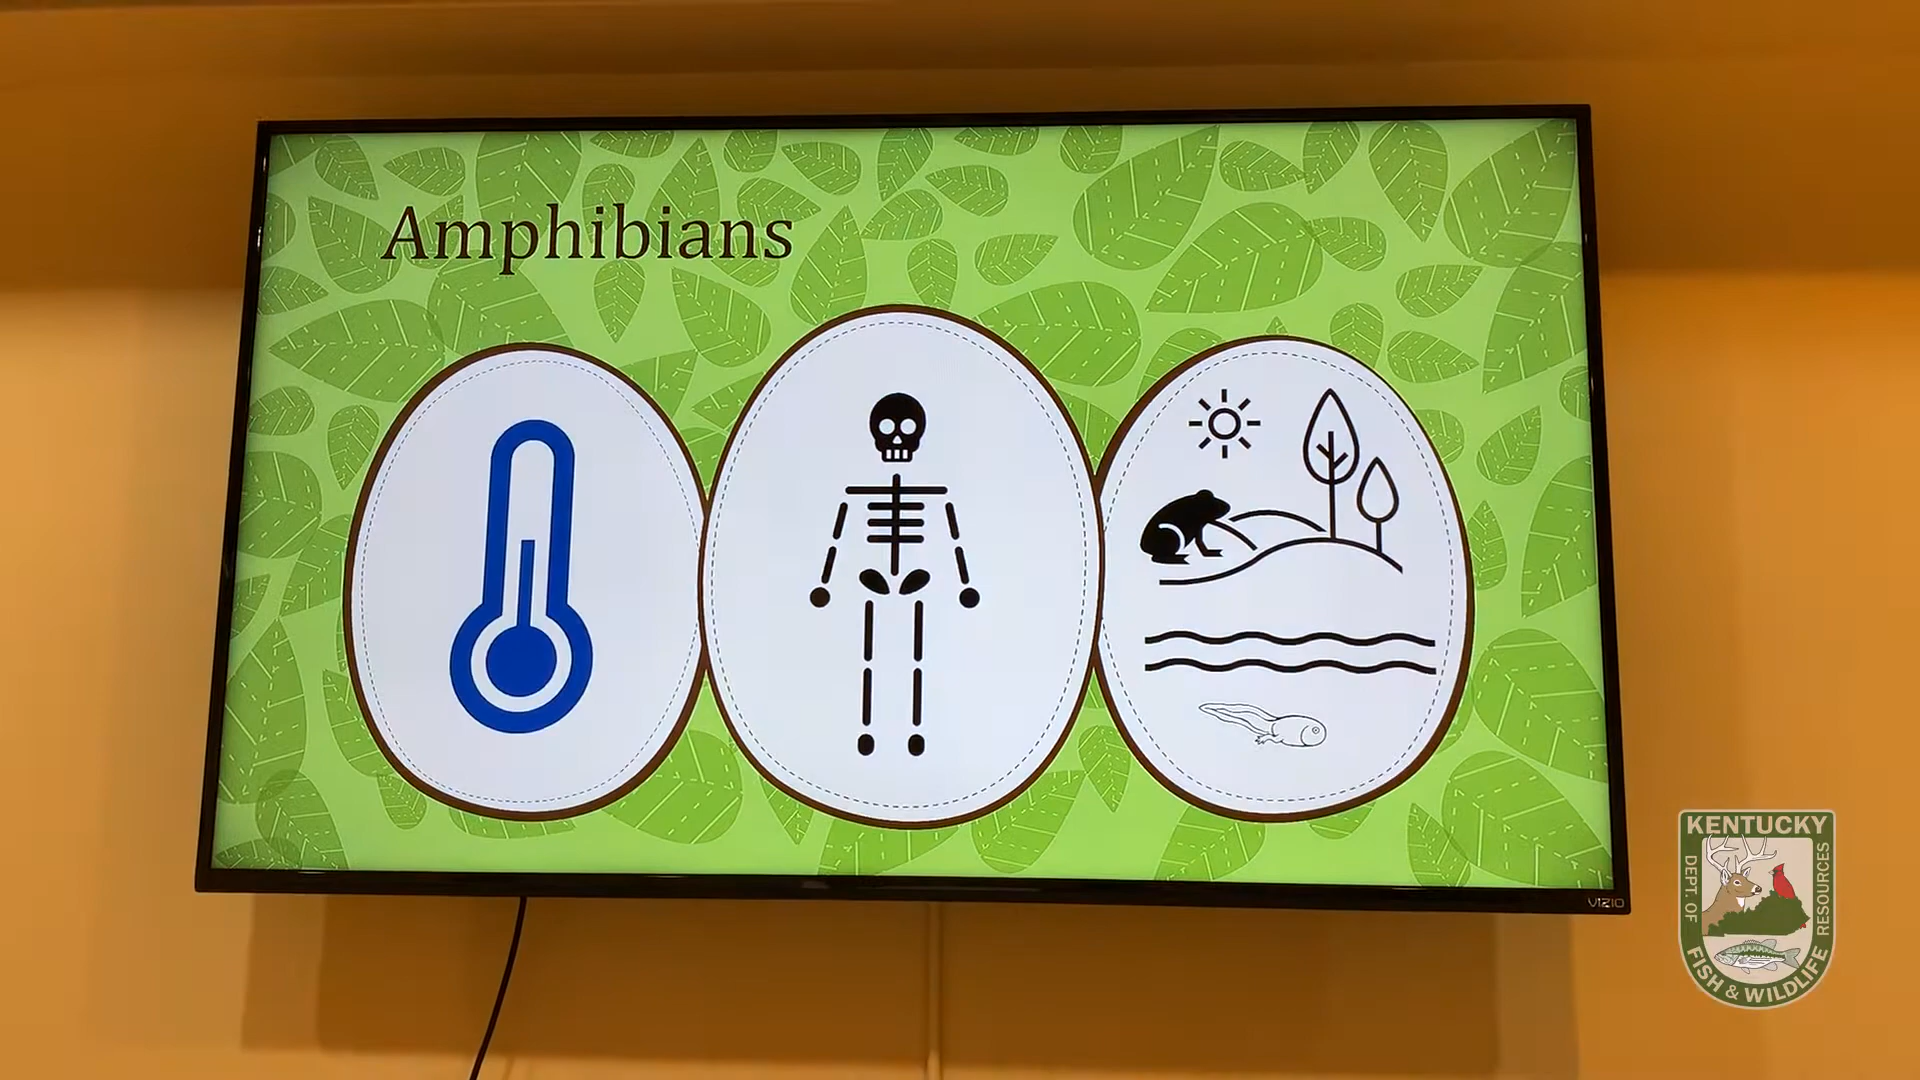 Amphibians
VIZIO
KENTUCKY
DEPT. OF
FISH & WILDLIFE
RESOURCES